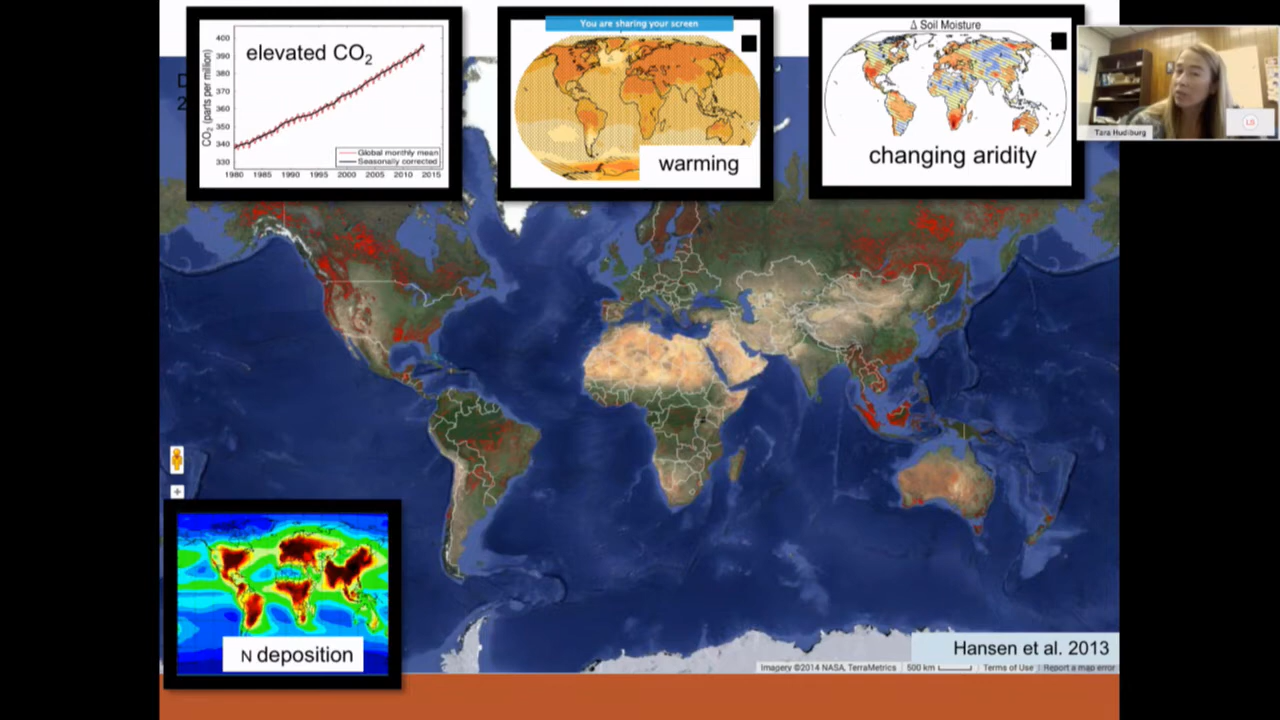 You are sharing your screen
elevated CO2
CO2 (parts per million)
400
390
380
370
360
350
340
330
Global monthly mean
Seasonally corrected
1980 1985 1990 1995 2000 2005 2010 2015
warming
Δ Soil Moisture
changing aridity
Tara Hudiburg
LS
D
2
N deposition
Hansen et al. 2013
Imagery ©2014 NASA, TerraMetrics 500 km Terms of Use Report a map error